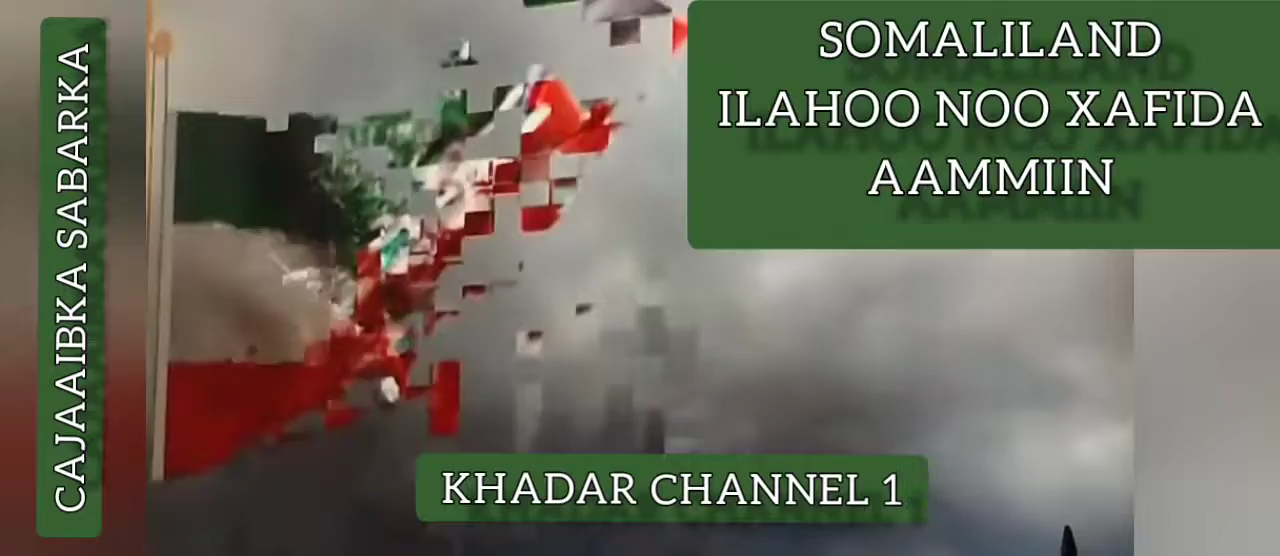 CAJAAIBKA SABARKA
SOMALILAND
ILAHOO NOO XAFIDA
AAMMIIN
KHADAR CHANNEL 1